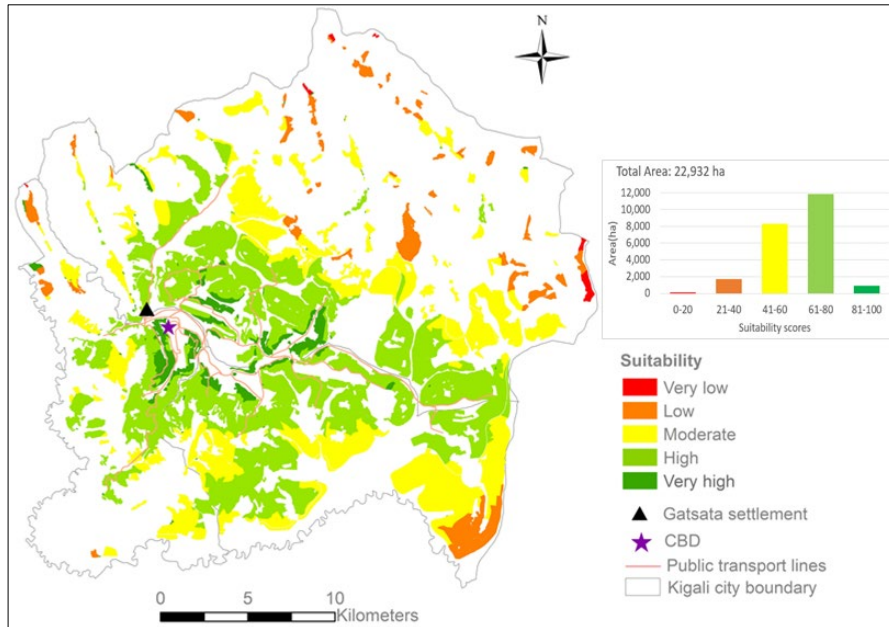 N
Total Area: 22,932 ha
12,000
10,000
8,000
6,000
4,000
2,000
0
Area(ha)
0-20 21-40 41-60 61-80 81-100
Suitability scores
Suitability
Very low
Low
Moderate
High
Very high
Gatsata settlement
CBD
Public transport lines
Kigali city boundary
0 5 10
Kilometers